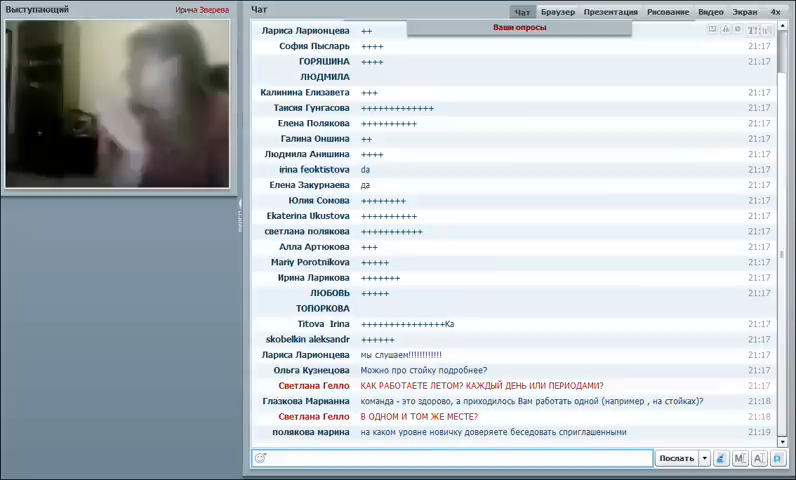 Выступающий
Ирина Зверева
Чат
Чат Браузер Презентация Рисование Видео Экран 4x
Ваши опросы
Лариса Ларионцева ++
София Пысларь ++++ 21:17
ГОРЯШИНА ++++ 21:17
ЛЮДМИЛА
Калинина Елизавета +++ 21:17
Таисия Гунгасова +++++++++++++ 21:17
Елена Полякова ++++++++++ 21:17
Галина Оншина ++ 21:17
Людмила Анишина ++++ 21:17
irina feoktistova da 21:17
Елена Закурнаева да 21:17
Юлия Сомова ++++++++ 21:17
Ekaterina Ukustova ++++++++++ 21:17
светлана полякова +++++++++++ 21:17
Алла Артюкова +++ 21:17
Mariy Porotnikova +++++ 21:17
Ирина Ларикова +++++++ 21:17
ЛЮБОВЬ +++++ 21:17
ТОПОРКОВА
Titova Irina +++++++++++++++Ка 21:17
skobelkin aleksandr ++++++ 21:17
Лариса Ларионцева мы слушаем!!!!!!!!!!!! 21:17
Ольга Кузнецова Можно про стойку подробнее? 21:17
Светлана Гелло КАК РАБОТАЕТЕ ЛЕТОМ? КАЖДЫЙ ДЕНЬ ИЛИ ПЕРИОДАМИ? 21:17
Глазкова Марианна команда - это здорово, а приходилось Вам работать одной (например , на стойках)? 21:18
Светлана Гелло В ОДНОМ И ТОМ ЖЕ МЕСТЕ? 21:18
полякова марина на каком уровне новичку доверяете беседовать сприглашенными 21:19
Послать